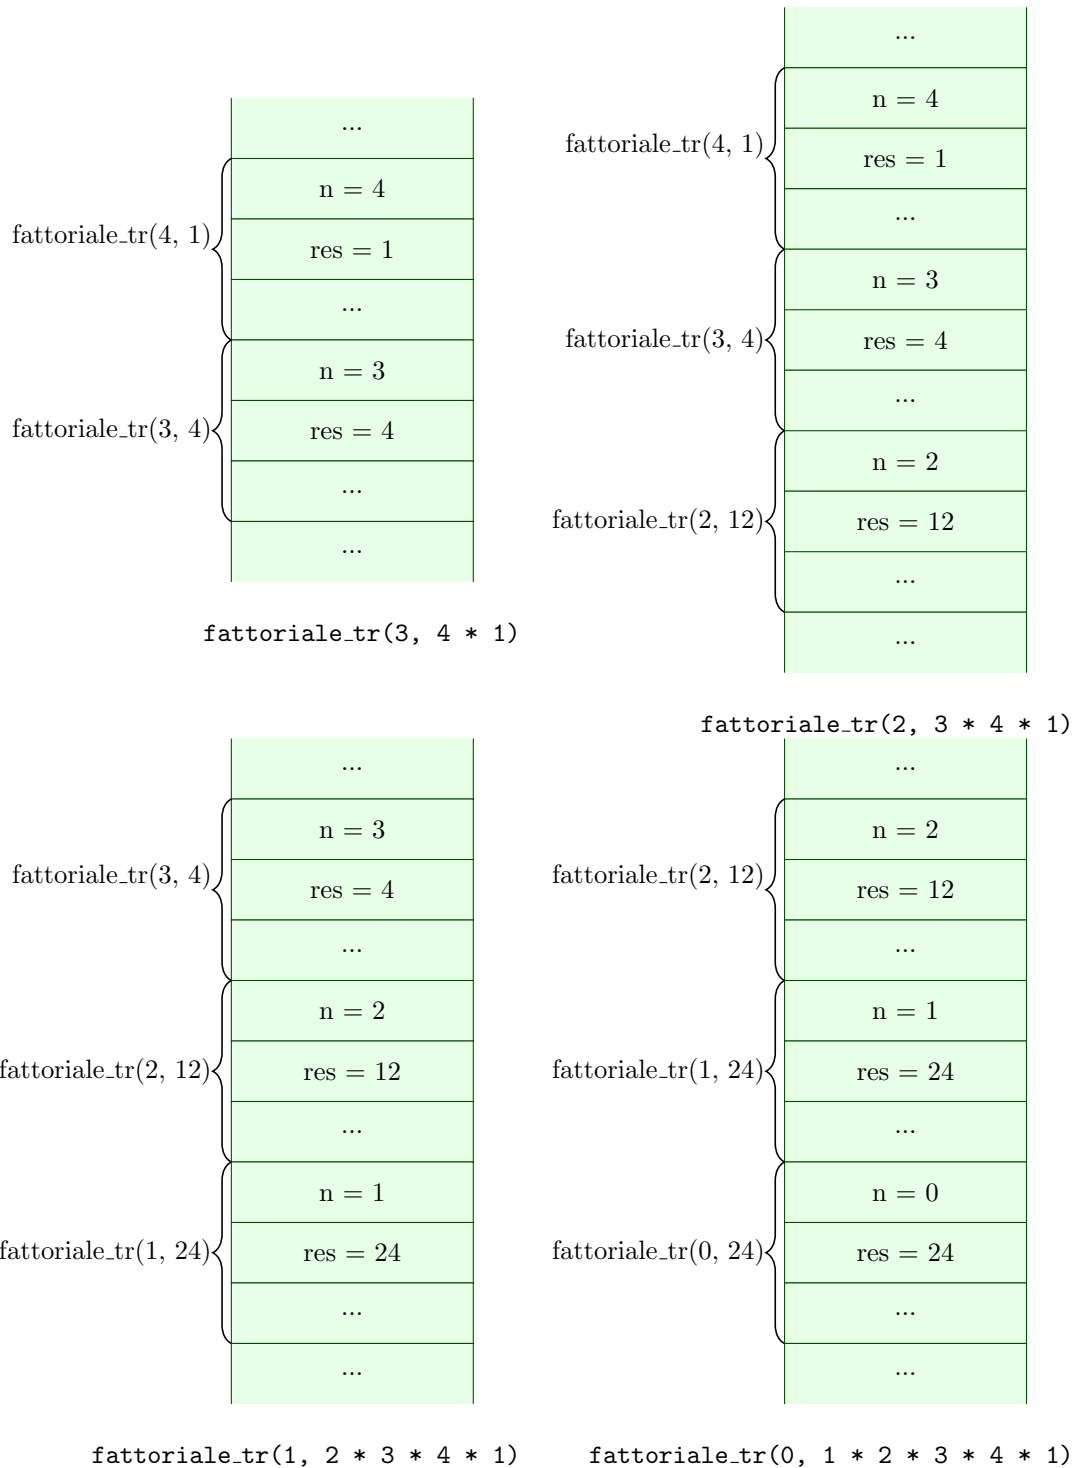 ...
fattoriale_tr(4, 1)
n = 4
res = 1
...
fattoriale_tr(3, 4)
n = 3
res = 4
...
...
fattoriale_tr(3, 4 * 1)
...
fattoriale_tr(4, 1)
n = 4
res = 1
...
fattoriale_tr(3, 4)
n = 3
res = 4
...
fattoriale_tr(2, 12)
n = 2
res = 12
...
...
fattoriale_tr(2, 3 * 4 * 1)
...
fattoriale_tr(3, 4)
n = 3
res = 4
...
fattoriale_tr(2, 12)
n = 2
res = 12
...
fattoriale_tr(1, 24)
n = 1
res = 24
...
...
fattoriale_tr(1, 2 * 3 * 4 * 1)
...
fattoriale_tr(2, 12)
n = 2
res = 12
...
fattoriale_tr(1, 24)
n = 1
res = 24
...
fattoriale_tr(0, 24)
n = 0
res = 24
...
...
fattoriale_tr(0, 1 * 2 * 3 * 4 * 1)